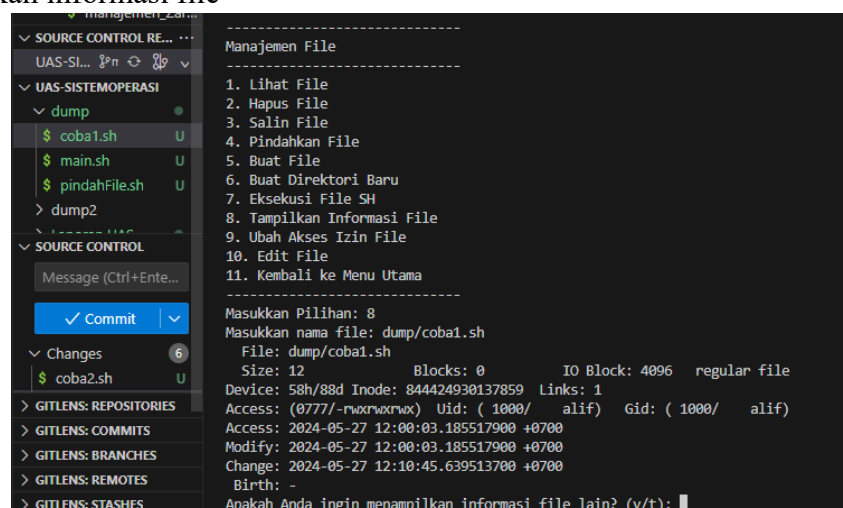 kan informasi file
manajemen_Zar...
SOURCE CONTROL RE... ...
UAS-SI...
UAS-SISTEMOPERASI
dump
$ coba1.sh U
$ main.sh U
$ pindahFile.sh U
dump2
Laporan UAS
SOURCE CONTROL
Message (Ctrl+Ente...
Commit
Changes 6
$ coba2.sh U
GITLENS: REPOSITORIES
GITLENS: COMMITS
GITLENS: BRANCHES
GITLENS: REMOTES
GITLENS: STASHES
------------------------------
Manajemen File
------------------------------
1. Lihat File
2. Hapus File
3. Salin File
4. Pindahkan File
5. Buat File
6. Buat Direktori Baru
7. Eksekusi File SH
8. Tampilkan Informasi File
9. Ubah Akses Izin File
10. Edit File
11. Kembali ke Menu Utama
------------------------------
Masukkan Pilihan: 8
Masukkan nama file: dump/coba1.sh
File: dump/coba1.sh
Size: 12 Blocks: 0 IO Block: 4096 regular file
Device: 58h/88d Inode: 844424930137859 Links: 1
Access: (0777/-rwxrwxrwx) Uid: ( 1000/ alif) Gid: ( 1000/ alif)
Access: 2024-05-27 12:00:03.185517900 +0700
Modify: 2024-05-27 12:00:03.185517900 +0700
Change: 2024-05-27 12:10:45.639513700 +0700
Birth: -
Apakah Anda ingin menampilkan informasi file lain? (y/t):